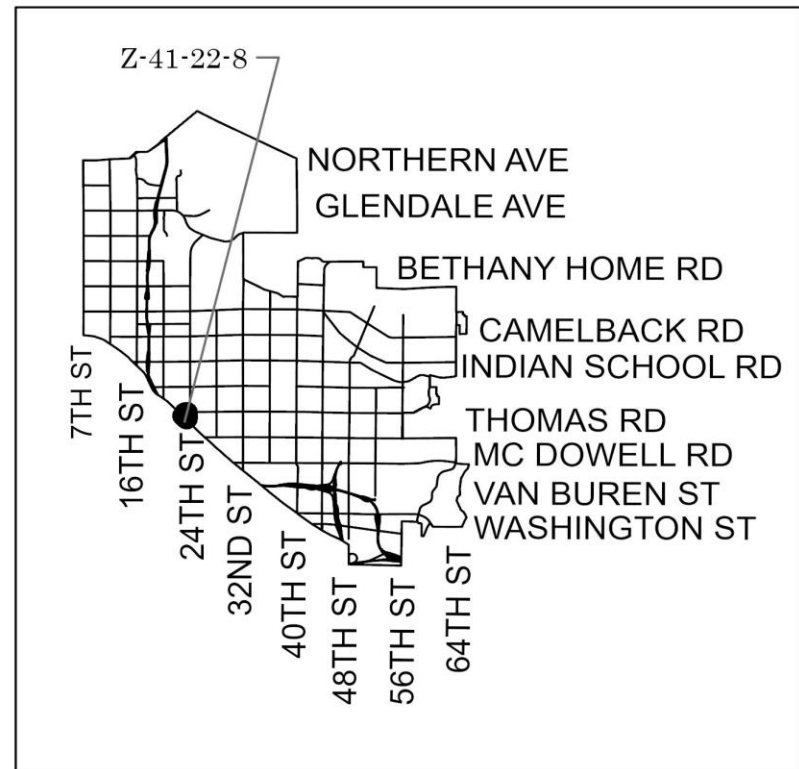 Z-41-22-8
NORTHERN AVE
GLENDALE AVE
BETHANY HOME RD
CAMELBACK RD
INDIAN SCHOOL RD
THOMAS RD
MC DOWELL RD
VAN BUREN ST
WASHINGTON ST
7TH ST
16TH ST
24TH ST
32ND ST
40TH ST
48TH ST
56TH ST
64TH ST